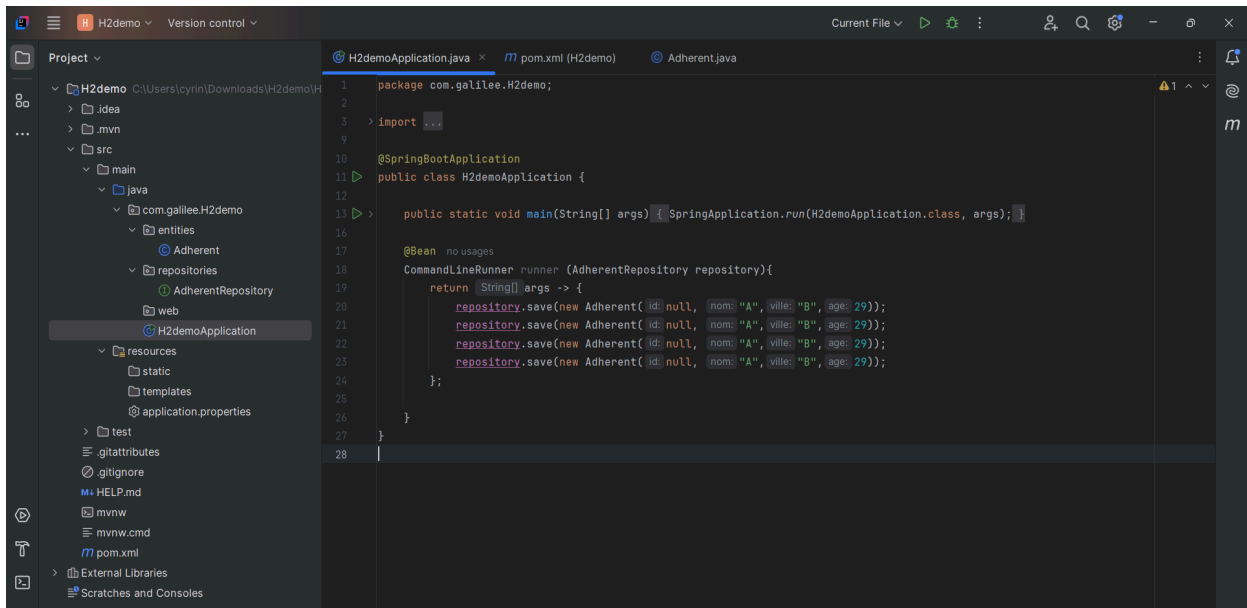 H H2demo Version control Current File
Project
H2demo C:\Users\cyrin\Downloads\H2demo\H
.idea
.mvn
src
main
java
com.galilee.H2demo
entities
Adherent
repositories
AdherentRepository
web
H2demoApplication
resources
static
templates
application.properties
test
.gitattributes
.gitignore
M↓ HELP.md
mvnw
mvnw.cmd
m pom.xml
External Libraries
Scratches and Consoles
H2demoApplication.java × m pom.xml (H2demo) © Adherent.java
1 package com.galilee.H2demo;
2
3 import ...
9
10 @SpringBootApplication
11 public class H2demoApplication {
12
13 public static void main(String[] args) { SpringApplication.run(H2demoApplication.class, args); }
16
17 @Bean no usages
18 CommandLineRunner runner (AdherentRepository repository){
19 return String[] args -> {
20 repository.save(new Adherent( id: null, nom: "A", ville: "B", age: 29));
21 repository.save(new Adherent( id: null, nom: "A", ville: "B", age: 29));
22 repository.save(new Adherent( id: null, nom: "A", ville: "B", age: 29));
23 repository.save(new Adherent( id: null, nom: "A", ville: "B", age: 29));
24 };
25
26 }
27 }
28
1
m